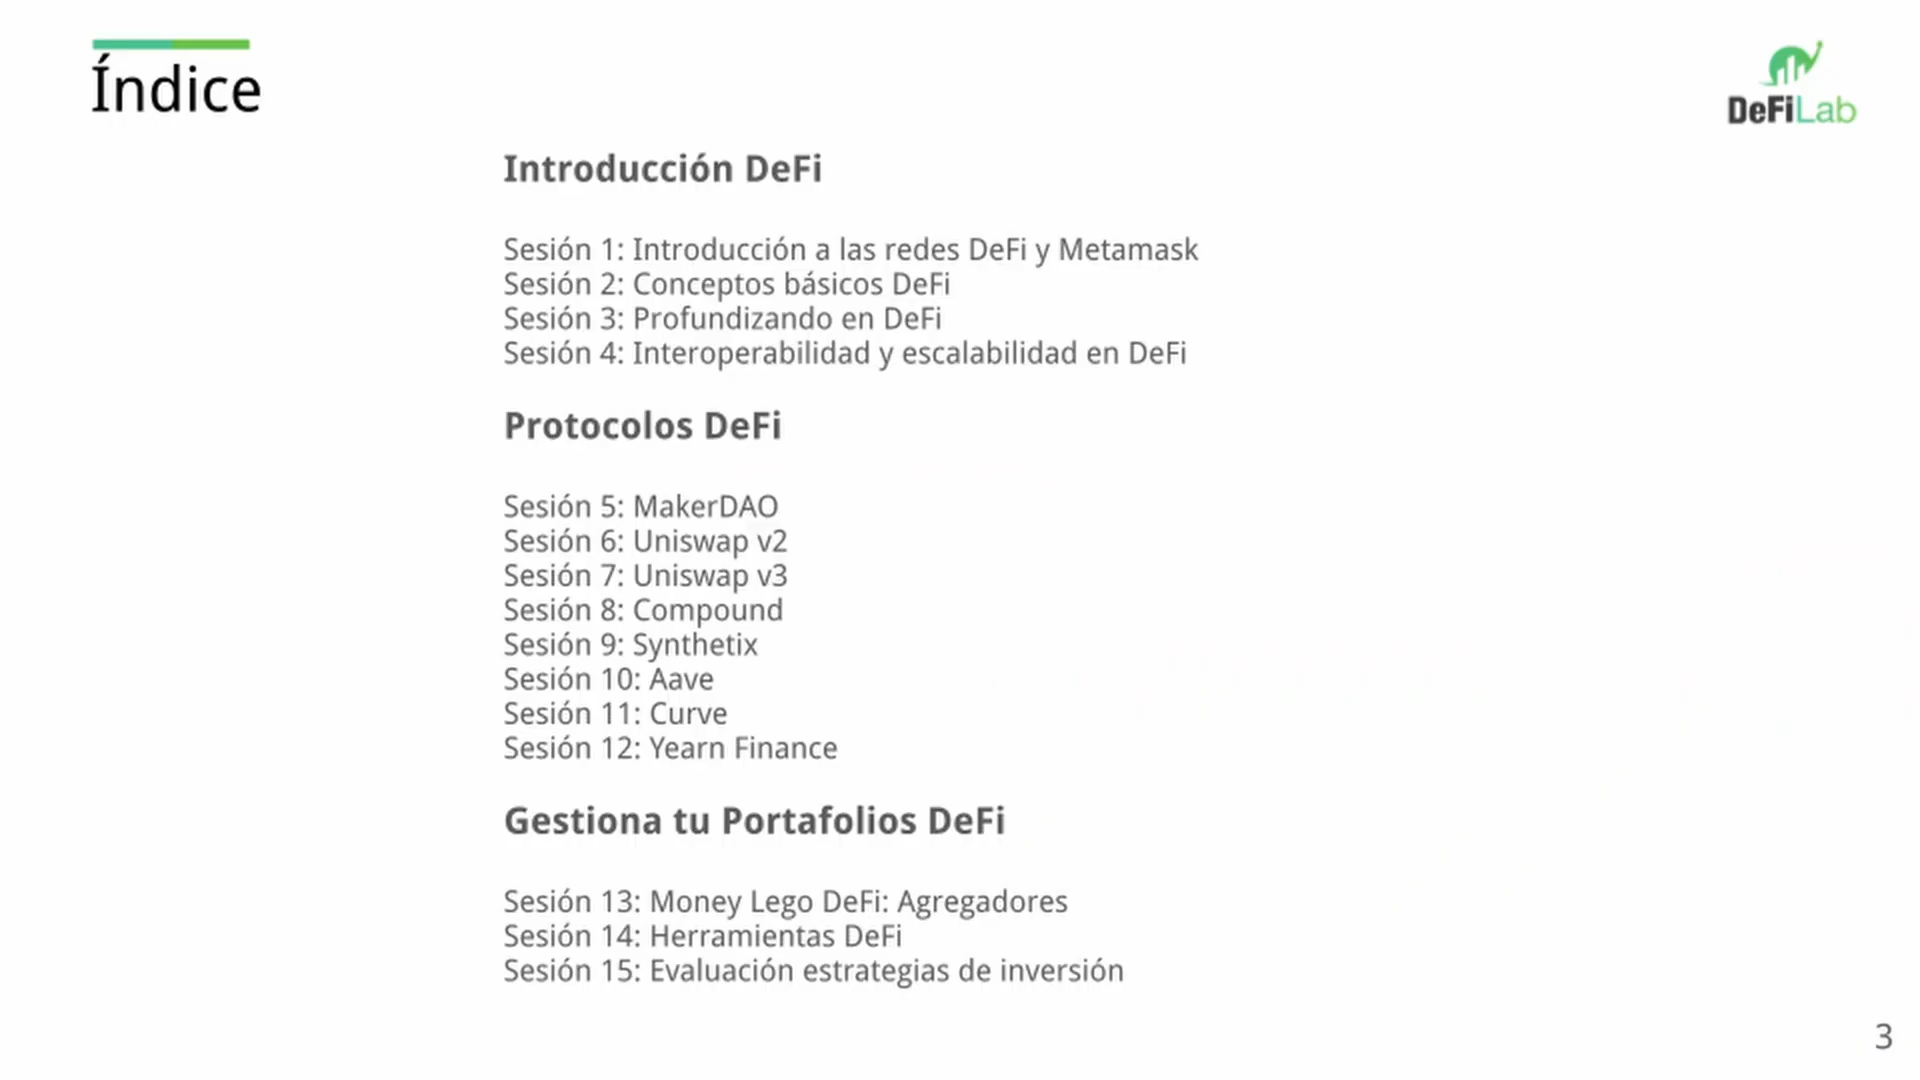 Índice
DeFiLab
Introducción DeFi
Sesión 1: Introducción a las redes DeFi y Metamask
Sesión 2: Conceptos básicos DeFi
Sesión 3: Profundizando en DeFi
Sesión 4: Interoperabilidad y escalabilidad en DeFi
Protocolos DeFi
Sesión 5: MakerDAO
Sesión 6: Uniswap v2
Sesión 7: Uniswap v3
Sesión 8: Compound
Sesión 9: Synthetix
Sesión 10: Aave
Sesión 11: Curve
Sesión 12: Yearn Finance
Gestiona tu Portafolios DeFi
Sesión 13: Money Lego DeFi: Agregadores
Sesión 14: Herramientas DeFi
Sesión 15: Evaluación estrategias de inversión
3